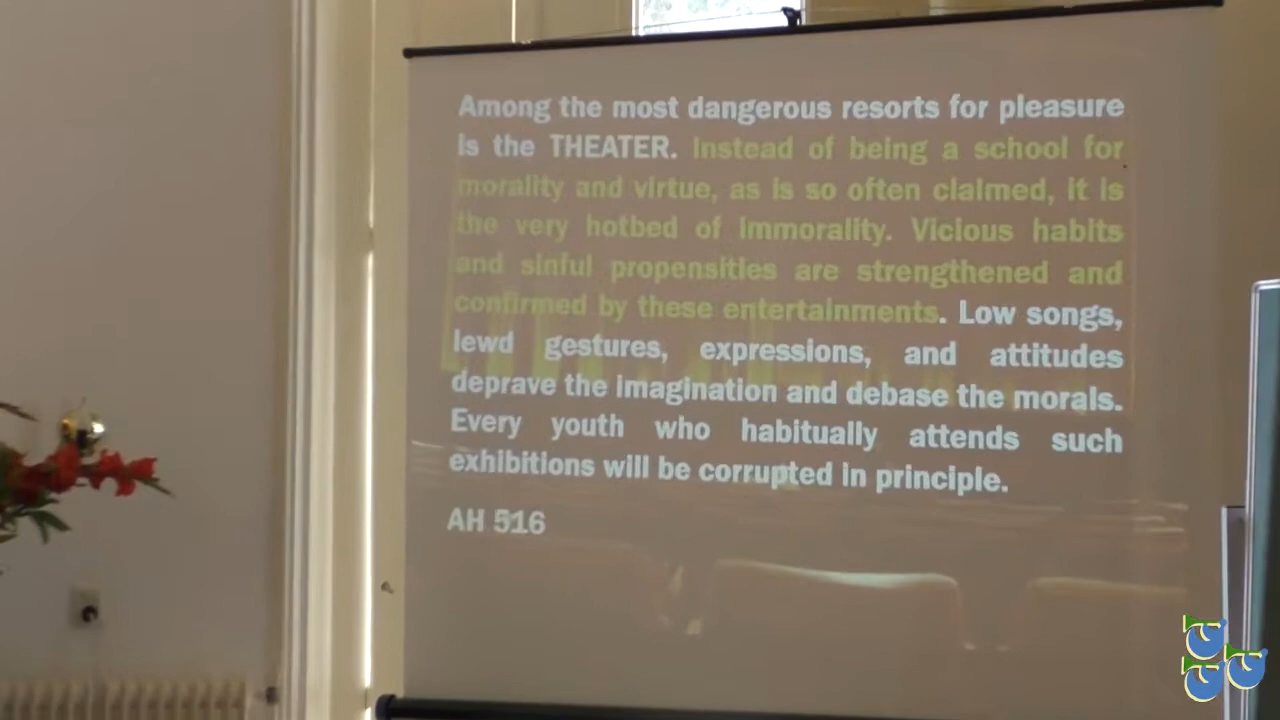 Among the most dangerous resorts for pleasure
is the THEATER. Instead of being a school for
morality and virtue, as is so often claimed, it is
the very hotbed of immorality. Vicious habits
and sinful propensities are strengthened and
confirmed by these entertainments. Low songs,
lewd gestures, expressions, and attitudes
deprave the imagination and debase the morals.
Every youth who habitually attends such
exhibitions will be corrupted in principle.
AH 516